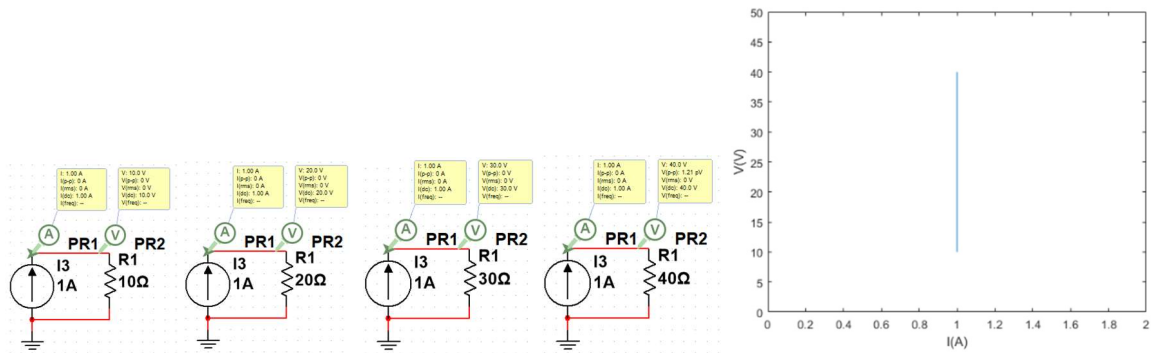 I: 1.00 A
I(p-p): 0 A
I(rms): 0 A
I(dc): 1.00 A
I(freq): --
V: 10.0 V
V(p-p): 0 V
V(rms): 0 V
V(dc): 10.0 V
V(freq): --
A
V
PR1
PR2
I3
1A
R1
10Ω
I: 1.00 A
I(p-p): 0 A
I(rms): 0 A
I(dc): 1.00 A
I(freq): --
V: 20.0 V
V(p-p): 0 V
V(rms): 0 V
V(dc): 20.0 V
V(freq): --
A
V
PR1
PR2
I3
1A
R1
20Ω
I: 1.00 A
I(p-p): 0 A
I(rms): 0 A
I(dc): 1.00 A
I(freq): --
V: 30.0 V
V(p-p): 0 V
V(rms): 0 V
V(dc): 30.0 V
V(freq): --
A
V
PR1
PR2
I3
1A
R1
30Ω
I: 1.00 A
I(p-p): 0 A
I(rms): 0 A
I(dc): 1.00 A
I(freq): --
V: 40.0 V
V(p-p): 1.21 pV
V(rms): 0 V
V(dc): 40.0 V
V(freq): --
A
V
PR1
PR2
I3
1A
R1
40Ω
50
45
40
35
30
25
20
15
10
5
0
V(V)
0 0.2 0.4 0.6 0.8 1 1.2 1.4 1.6 1.8 2
I(A)